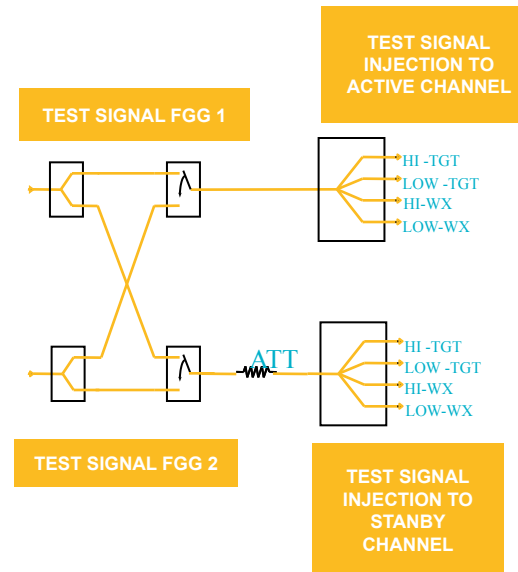 TEST SIGNAL
INJECTION TO
ACTIVE CHANNEL
TEST SIGNAL FGG 1
HI -TGT
LOW -TGT
HI-WX
LOW-WX
ATT
HI -TGT
LOW -TGT
HI-WX
LOW-WX
TEST SIGNAL FGG 2
TEST SIGNAL
INJECTION TO
STANBY
CHANNEL